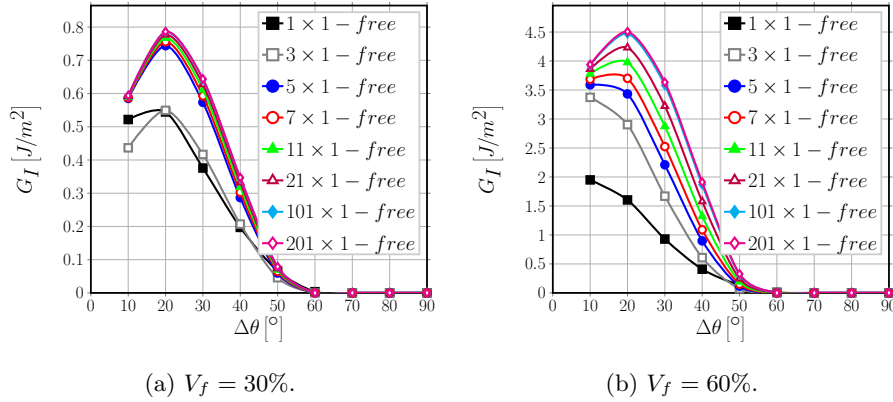 0.8
0.7
0.6
0.5
0.4
0.3
0.2
0.1
0
G_I [J/m^2]
0 10 20 30 40 50 60 70 80 90
Δθ [°]
1 × 1 − free
3 × 1 − free
5 × 1 − free
7 × 1 − free
11 × 1 − free
21 × 1 − free
101 × 1 − free
201 × 1 − free
(a) V_f = 30%.
4.5
4
3.5
3
2.5
2
1.5
1
0.5
0
G_I [J/m^2]
0 10 20 30 40 50 60 70 80 90
Δθ [°]
1 × 1 − free
3 × 1 − free
5 × 1 − free
7 × 1 − free
11 × 1 − free
21 × 1 − free
101 × 1 − free
201 × 1 − free
(b) V_f = 60%.